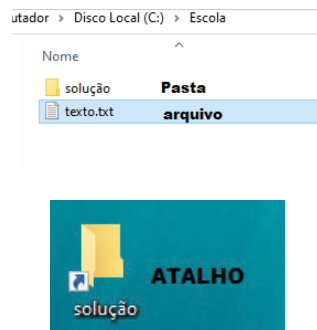 utador > Disco Local (C:) > Escola
Nome
solução Pasta
texto.txt arquivo
ATALHO
solução